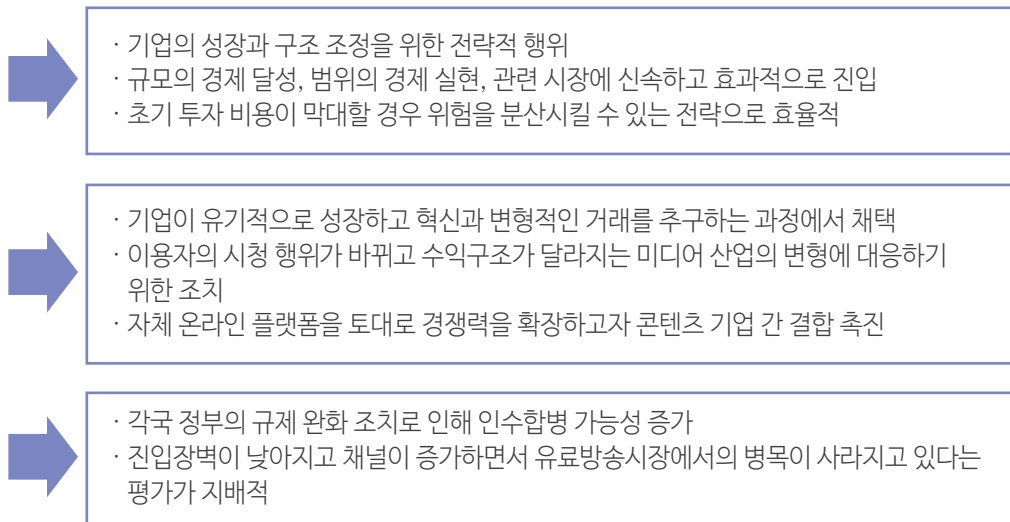 · 기업의 성장과 구조 조정을 위한 전략적 행위
· 규모의 경제 달성, 범위의 경제 실현, 관련 시장에 신속하고 효과적으로 진입
· 초기 투자 비용이 막대할 경우 위험을 분산시킬 수 있는 전략으로 효율적
· 기업이 유기적으로 성장하고 혁신과 변형적인 거래를 추구하는 과정에서 채택
· 이용자의 시청 행위가 바뀌고 수익구조가 달라지는 미디어 산업의 변형에 대응하기
위한 조치
· 자체 온라인 플랫폼을 토대로 경쟁력을 확장하고자 콘텐츠 기업 간 결합 촉진
· 각국 정부의 규제 완화 조치로 인해 인수합병 가능성 증가
· 진입장벽이 낮아지고 채널이 증가하면서 유료방송시장에서의 병목이 사라지고 있다는
평가가 지배적